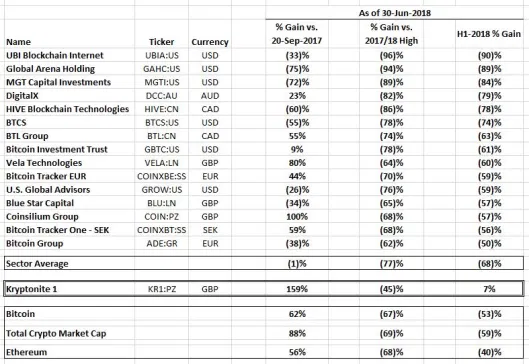 As of 30-Jun-2018
% Gain vs. % Gain vs.
Name Ticker Currency 20-Sep-2017 2017/18 High H1-2018 % Gain
UBI Blockchain Internet UBIA:US USD (33)% (96)% (90)%
Global Arena Holding GAHC:US USD (75)% (94)% (89)%
MGT Capital Investments MGTI:US USD (72)% (89)% (84)%
DigitalX DCC:AU AUD 23% (82)% (79)%
HIVE Blockchain Technologies HIVE:CN CAD (60)% (86)% (78)%
BTCS BTCS:US USD (55)% (78)% (74)%
BTL Group BTL:CN CAD 55% (74)% (63)%
Bitcoin Investment Trust GBTC:US USD 9% (78)% (61)%
Vela Technologies VELA:LN GBP 80% (64)% (60)%
Bitcoin Tracker EUR COINXBE:SS EUR 44% (70)% (59)%
U.S. Global Advisors GROW:US USD (26)% (76)% (59)%
Blue Star Capital BLU:LN GBP (34)% (65)% (57)%
Coinsilium Group COIN:PZ GBP 100% (68)% (57)%
Bitcoin Tracker One - SEK COINXBT:SS SEK 59% (68)% (56)%
Bitcoin Group ADE:GR EUR (38)% (62)% (50)%
Sector Average (1)% (77)% (68)%
Kryptonite 1 KR1:PZ GBP 159% (45)% 7%
Bitcoin 62% (67)% (53)%
Total Crypto Market Cap 88% (69)% (59)%
Ethereum 56% (68)% (40)%